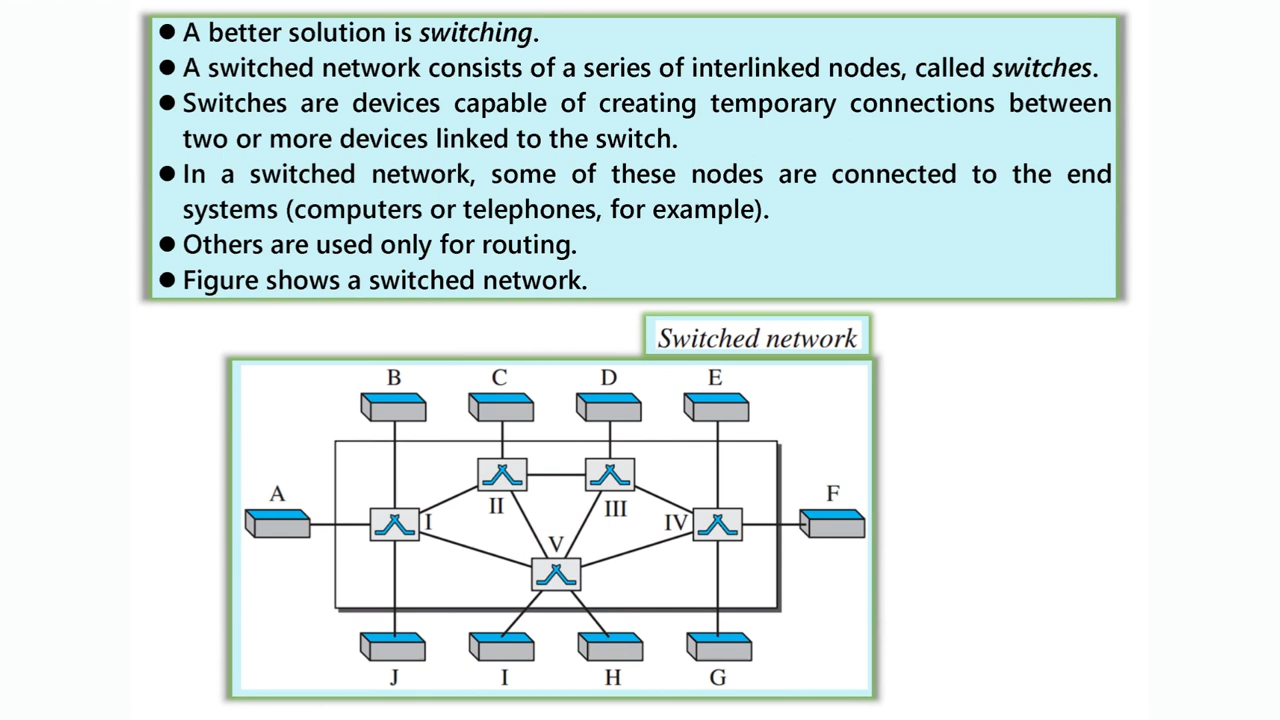 ● A better solution is switching.
● A switched network consists of a series of interlinked nodes, called switches.
● Switches are devices capable of creating temporary connections between
two or more devices linked to the switch.
● In a switched network, some of these nodes are connected to the end
systems (computers or telephones, for example).
● Others are used only for routing.
● Figure shows a switched network.
Switched network
B C D E
A F
II III
I IV
V
J I H G